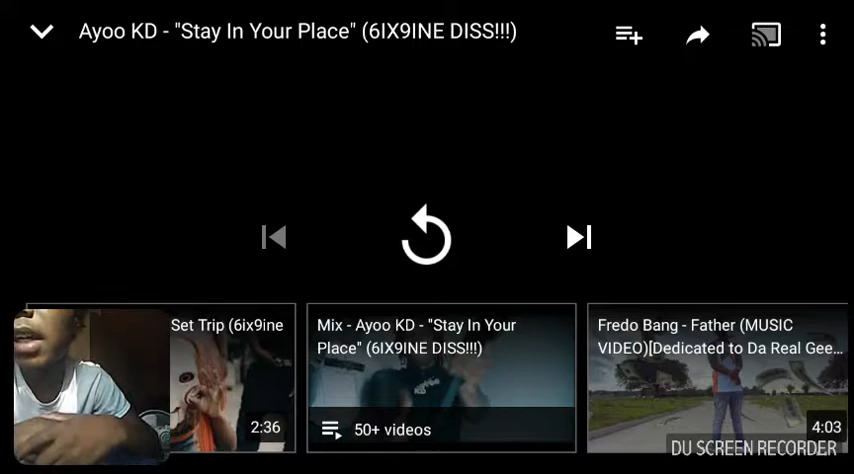 Ayoo KD - "Stay In Your Place" (6IX9INE DISS!!!)
Set Trip (6ix9ine
2:36
Mix - Ayoo KD - "Stay In Your
Place" (6IX9INE DISS!!!)
50+ videos
Fredo Bang - Father (MUSIC
VIDEO)[Dedicated to Da Real Gee...
4:03
DU SCREEN RECORDER